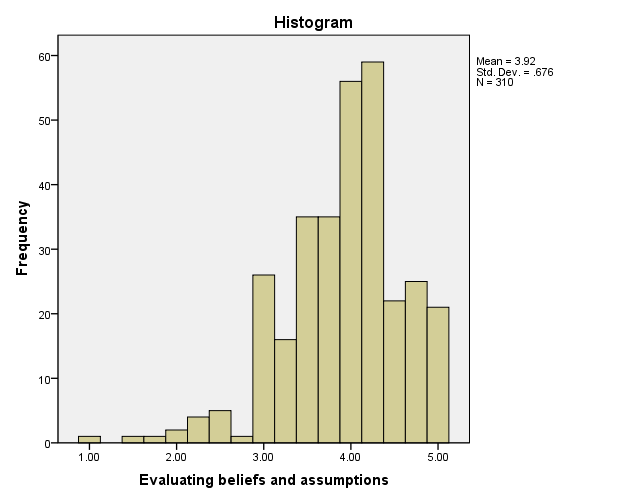 Histogram
Mean = 3.92
Std. Dev. = .676
N = 310
60
50
40
30
20
10
0
Frequency
1.00 2.00 3.00 4.00 5.00
Evaluating beliefs and assumptions